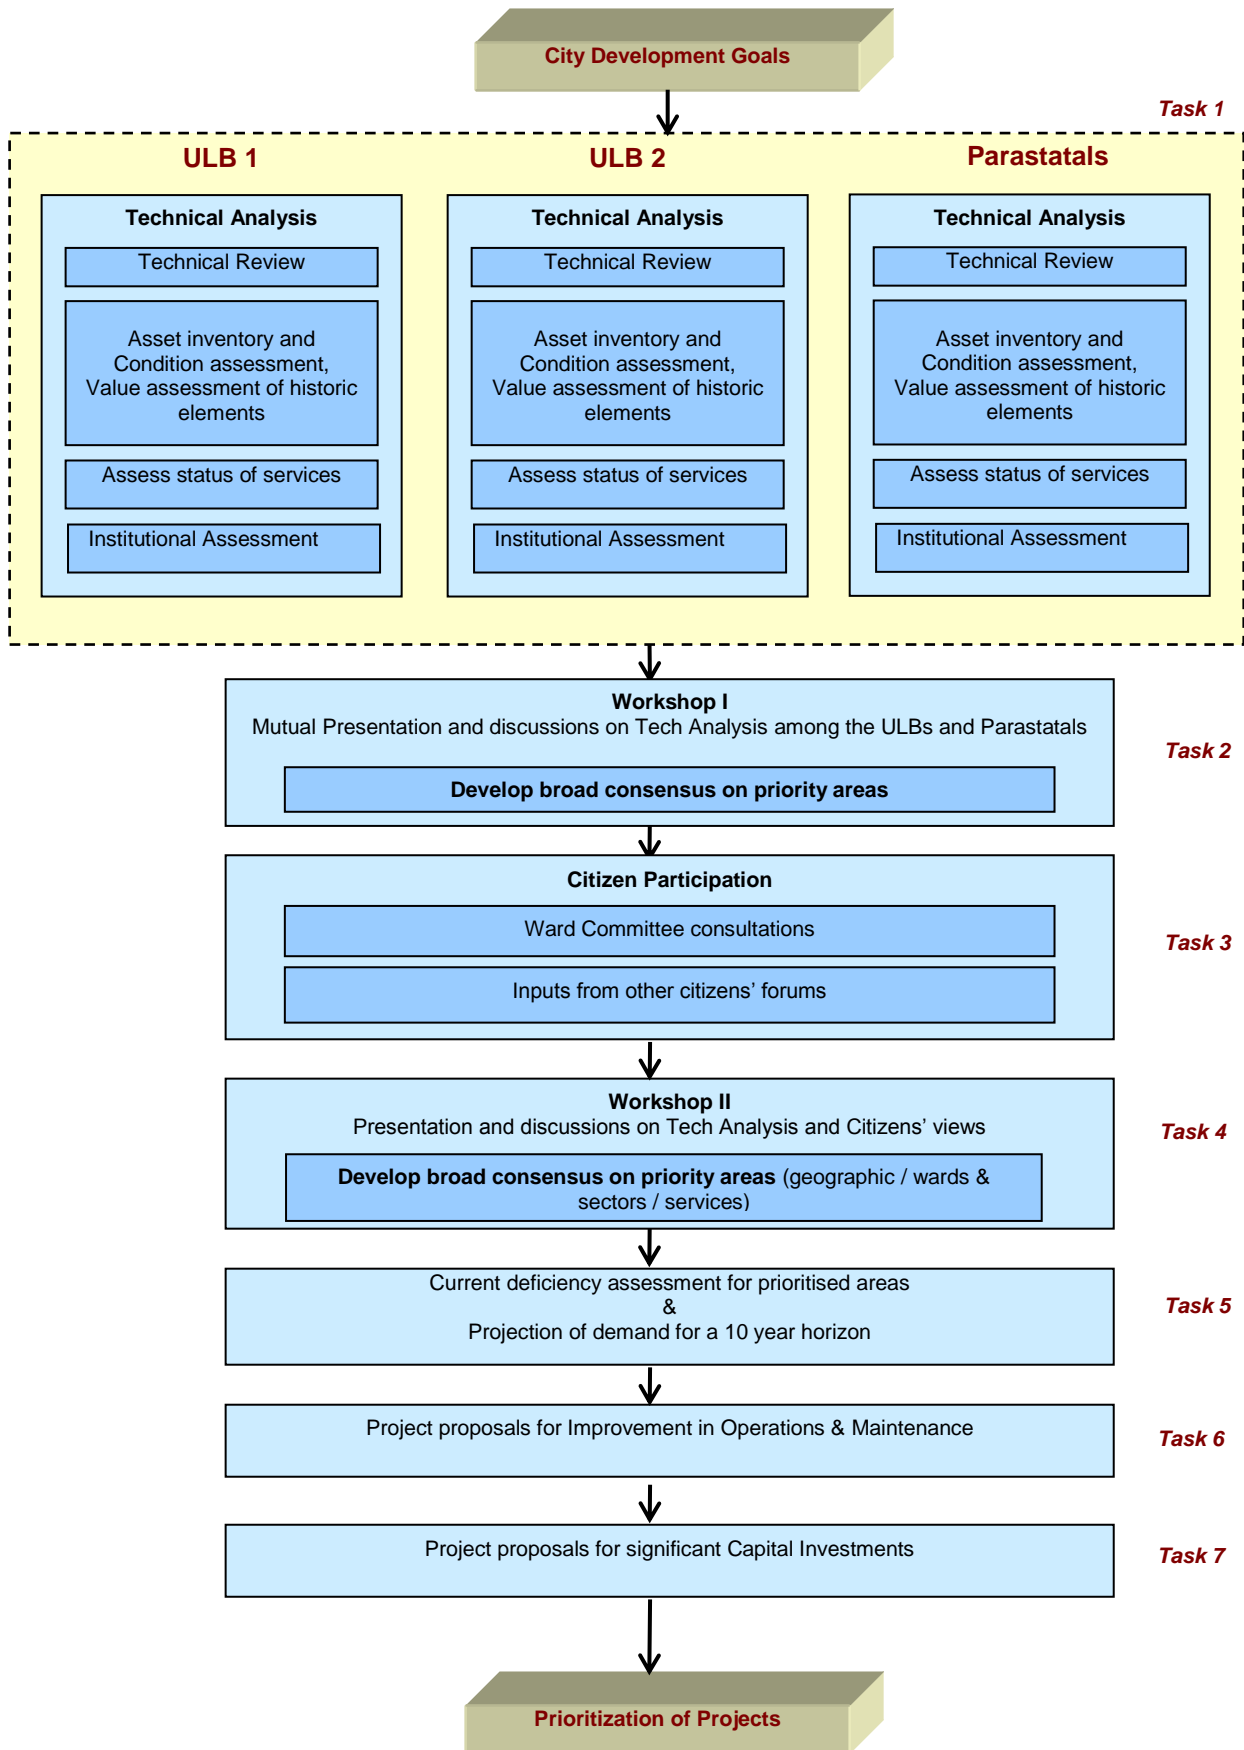 City Development Goals
Task 1
ULB 1
ULB 2
Parastatals
Technical Analysis
Technical Review
Asset inventory and
Condition assessment,
Value assessment of historic
elements
Assess status of services
Institutional Assessment
Technical Analysis
Technical Review
Asset inventory and
Condition assessment,
Value assessment of historic
elements
Assess status of services
Institutional Assessment
Technical Analysis
Technical Review
Asset inventory and
Condition assessment,
Value assessment of historic
elements
Assess status of services
Institutional Assessment
Workshop I
Mutual Presentation and discussions on Tech Analysis among the ULBs and Parastatals
Develop broad consensus on priority areas
Task 2
Citizen Participation
Ward Committee consultations
Inputs from other citizens’ forums
Task 3
Workshop II
Presentation and discussions on Tech Analysis and Citizens’ views
Develop broad consensus on priority areas (geographic / wards &
sectors / services)
Task 4
Current deficiency assessment for prioritised areas
&
Projection of demand for a 10 year horizon
Task 5
Project proposals for Improvement in Operations & Maintenance
Task 6
Project proposals for significant Capital Investments
Task 7
Prioritization of Projects